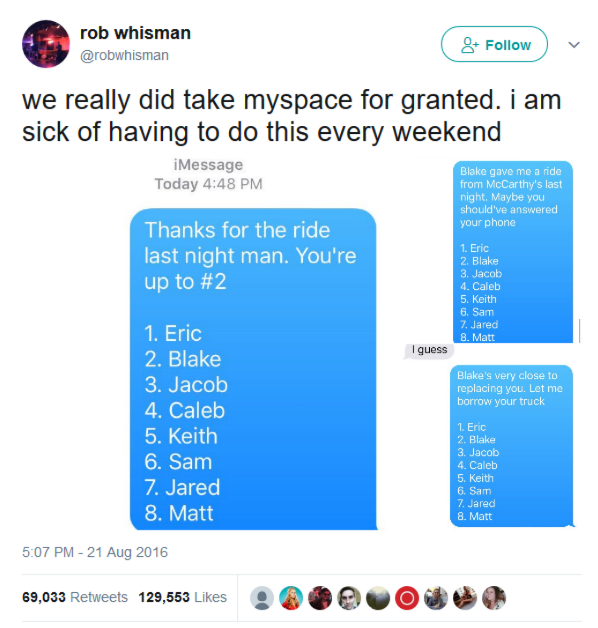 rob whisman
@robwhisman
Follow
we really did take myspace for granted. i am
sick of having to do this every weekend
iMessage
Today 4:48 PM
Thanks for the ride
last night man. You're
up to #2
1. Eric
2. Blake
3. Jacob
4. Caleb
5. Keith
6. Sam
7. Jared
8. Matt
Blake gave me a ride
from McCarthy's last
night. Maybe you
should've answered
your phone
1. Eric
2. Blake
3. Jacob
4. Caleb
5. Keith
6. Sam
7. Jared
8. Matt
I guess
Blake's very close to
replacing you. Let me
borrow your truck
1. Eric
2. Blake
3. Jacob
4. Caleb
5. Keith
6. Sam
7. Jared
8. Matt
5:07 PM - 21 Aug 2016
69,033 Retweets 129,553 Likes